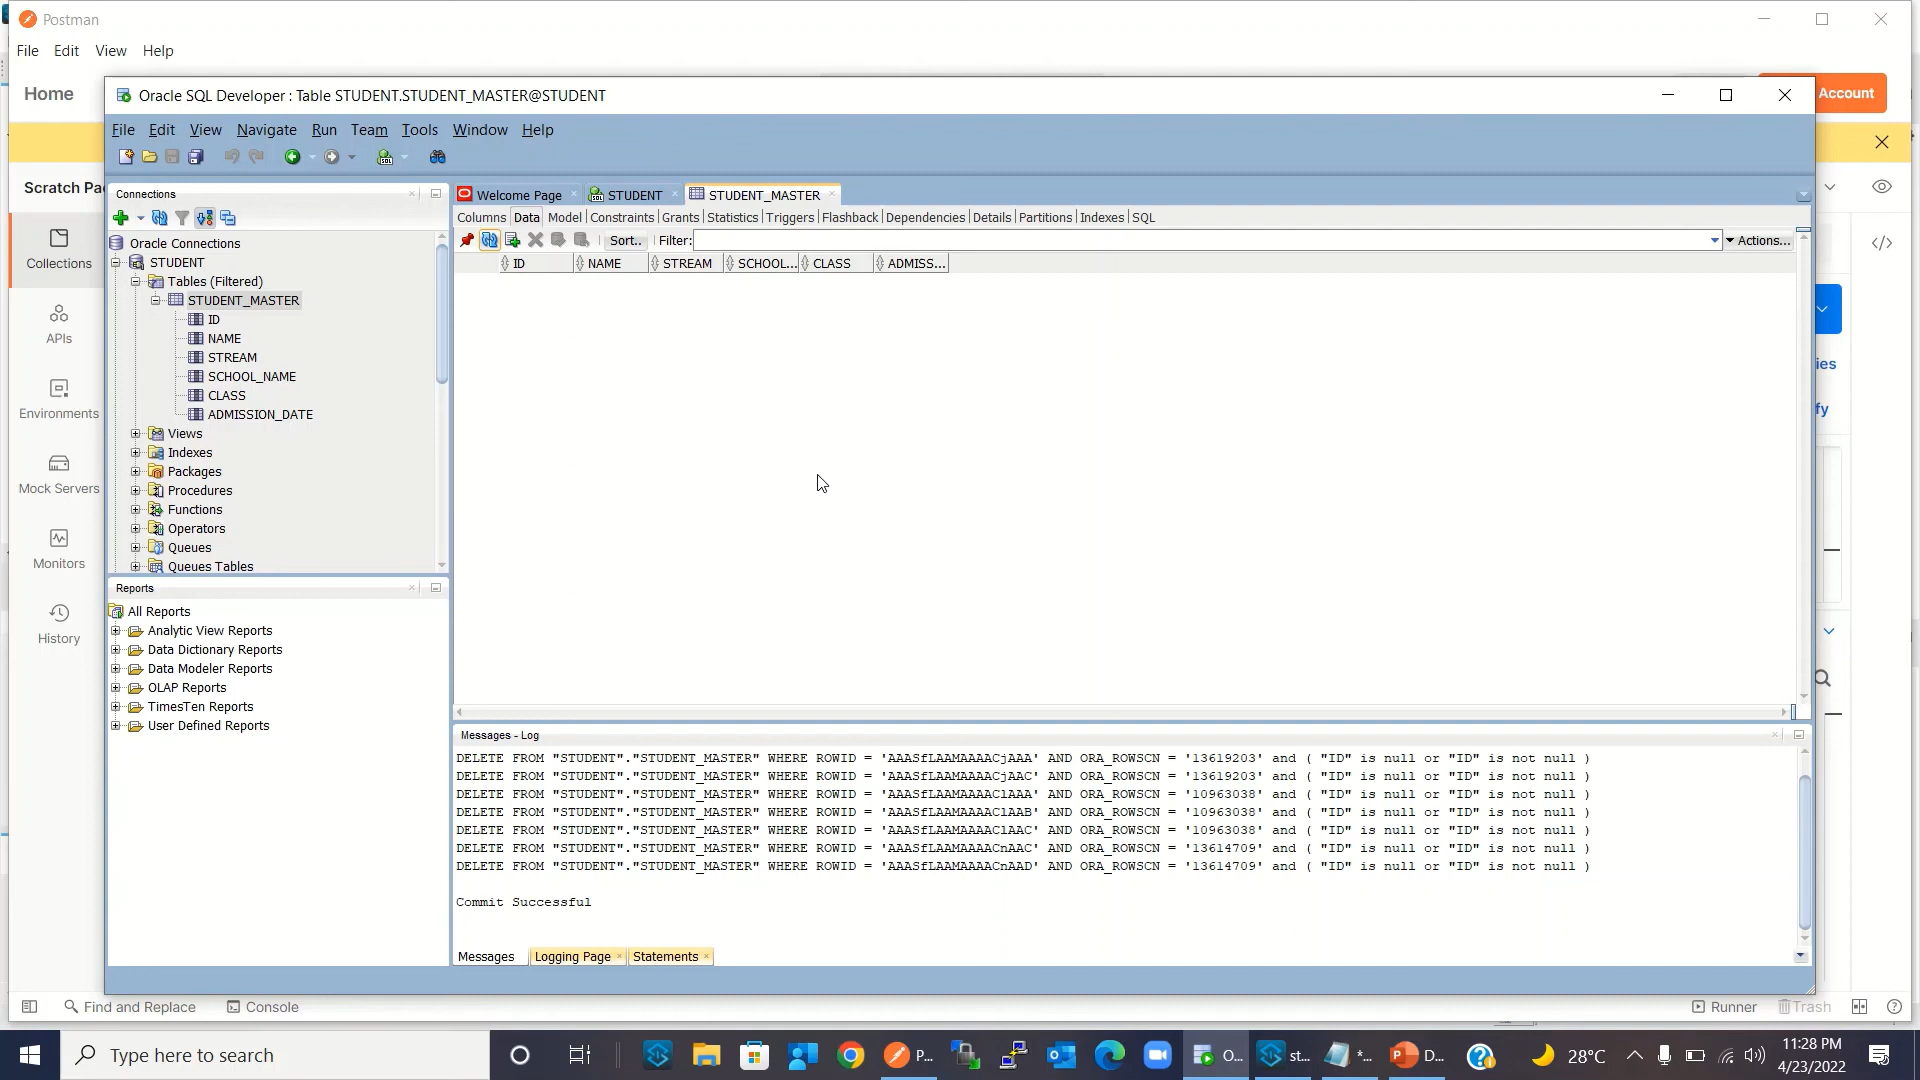 Postman
File Edit View Help
Home
Account
Oracle SQL Developer : Table STUDENT.STUDENT_MASTER@STUDENT
File Edit View Navigate Run Team Tools Window Help
Scratch Pa
Connections
Welcome Page STUDENT STUDENT_MASTER
Columns Data Model Constraints Grants Statistics Triggers Flashback Dependencies Details Partitions Indexes SQL
Sort.. Filter: Actions...
ID NAME STREAM SCHOOL... CLASS ADMISS...
Oracle Connections
STUDENT
Tables (Filtered)
STUDENT_MASTER
ID
NAME
STREAM
SCHOOL_NAME
CLASS
ADMISSION_DATE
Views
Indexes
Packages
Procedures
Functions
Operators
Queues
Queues Tables
Collections
APIs
Environments
Mock Servers
Monitors
History
ies
fy
Reports
All Reports
Analytic View Reports
Data Dictionary Reports
Data Modeler Reports
OLAP Reports
TimesTen Reports
User Defined Reports
Messages - Log
DELETE FROM "STUDENT"."STUDENT_MASTER" WHERE ROWID = 'AAASfLAAMAAAACjAAA' AND ORA_ROWSCN = '13619203' and ( "ID" is null or "ID" is not null )
DELETE FROM "STUDENT"."STUDENT_MASTER" WHERE ROWID = 'AAASfLAAMAAAACjAAC' AND ORA_ROWSCN = '13619203' and ( "ID" is null or "ID" is not null )
DELETE FROM "STUDENT"."STUDENT_MASTER" WHERE ROWID = 'AAASfLAAMAAAAClAAA' AND ORA_ROWSCN = '10963038' and ( "ID" is null or "ID" is not null )
DELETE FROM "STUDENT"."STUDENT_MASTER" WHERE ROWID = 'AAASfLAAMAAAAClAAB' AND ORA_ROWSCN = '10963038' and ( "ID" is null or "ID" is not null )
DELETE FROM "STUDENT"."STUDENT_MASTER" WHERE ROWID = 'AAASfLAAMAAAAClAAC' AND ORA_ROWSCN = '10963038' and ( "ID" is null or "ID" is not null )
DELETE FROM "STUDENT"."STUDENT_MASTER" WHERE ROWID = 'AAASfLAAMAAAACnAAC' AND ORA_ROWSCN = '13614709' and ( "ID" is null or "ID" is not null )
DELETE FROM "STUDENT"."STUDENT_MASTER" WHERE ROWID = 'AAASfLAAMAAAACnAAD' AND ORA_ROWSCN = '13614709' and ( "ID" is null or "ID" is not null )
Commit Successful
Messages Logging Page Statements
Find and Replace Console Runner Trash
Type here to search
P... O... st... *... D... 28°C
11:28 PM
4/23/2022